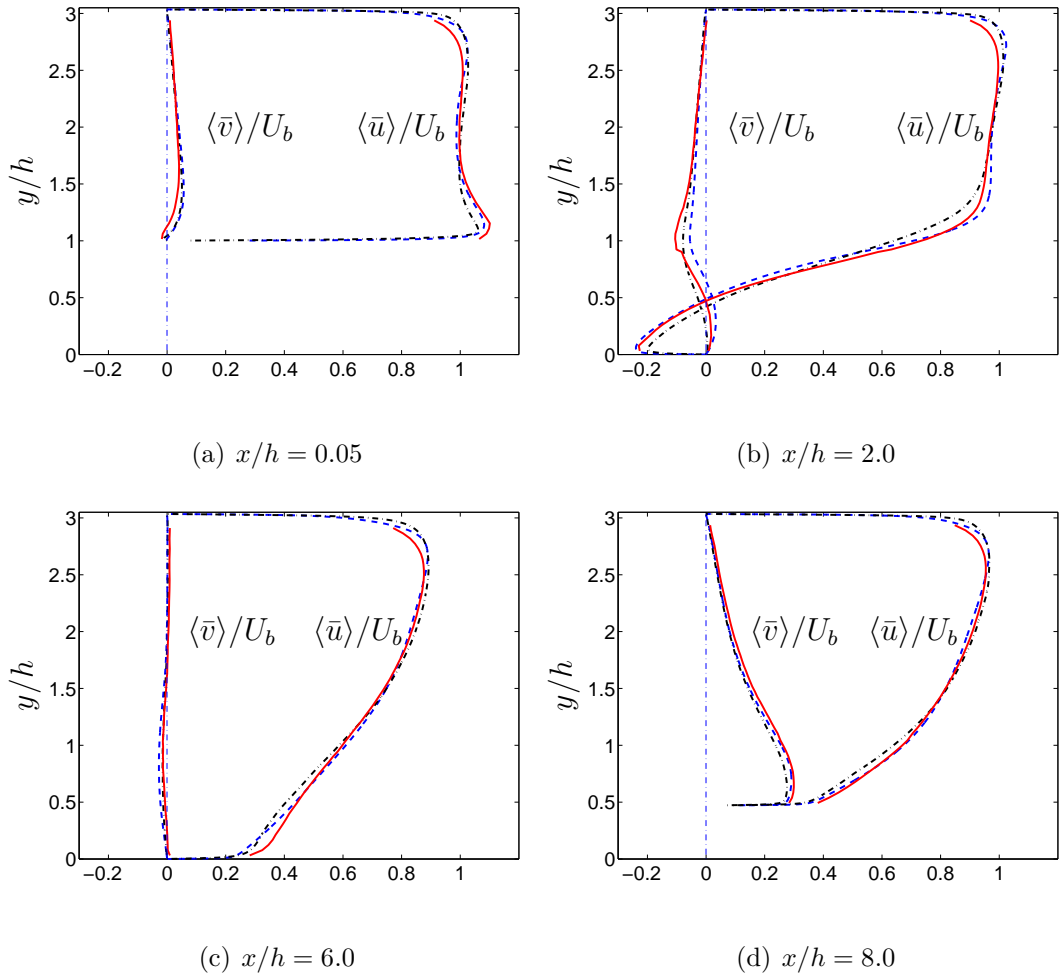 3
2.5
2
1.5
1
0.5
0
y/h
⟨v̄⟩/U_b ⟨ū⟩/U_b
−0.2 0 0.2 0.4 0.6 0.8 1
(a) x/h = 0.05
3
2.5
2
1.5
1
0.5
0
y/h
⟨v̄⟩/U_b ⟨ū⟩/U_b
−0.2 0 0.2 0.4 0.6 0.8 1
(b) x/h = 2.0
3
2.5
2
1.5
1
0.5
0
y/h
⟨v̄⟩/U_b ⟨ū⟩/U_b
−0.2 0 0.2 0.4 0.6 0.8 1
(c) x/h = 6.0
3
2.5
2
1.5
1
0.5
0
y/h
⟨v̄⟩/U_b ⟨ū⟩/U_b
−0.2 0 0.2 0.4 0.6 0.8 1
(d) x/h = 8.0